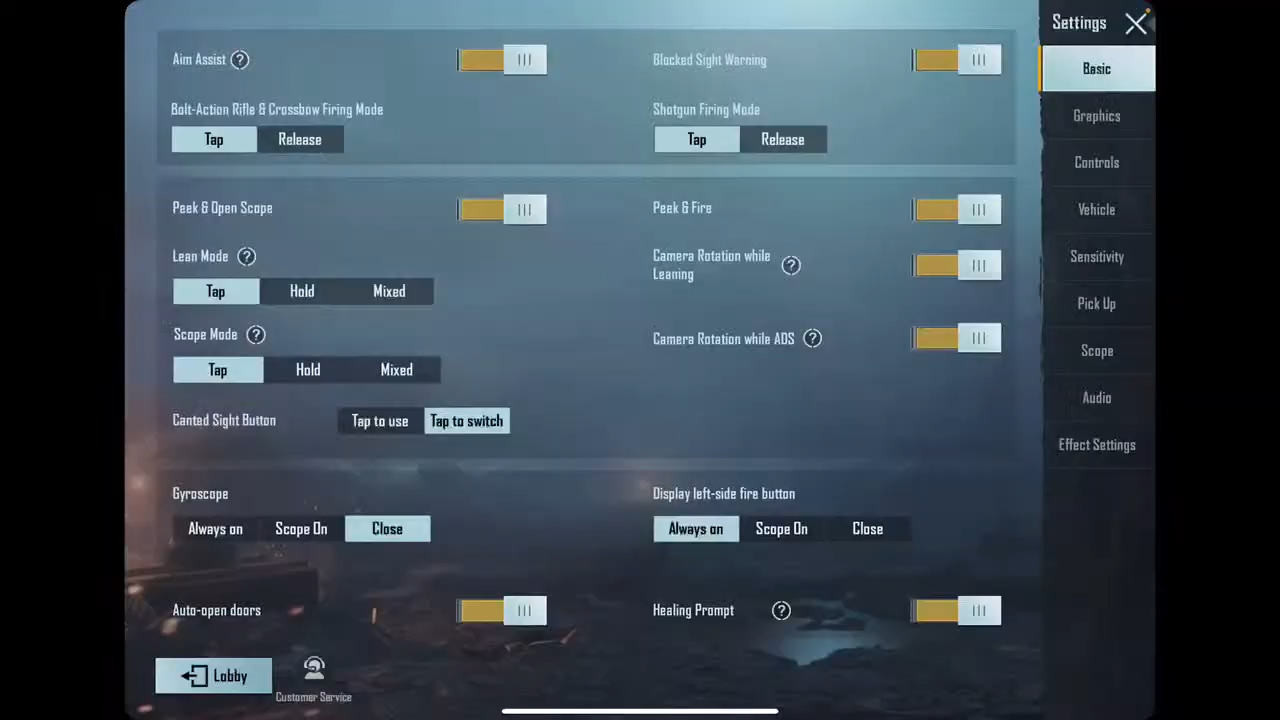 Settings
Aim Assist ?
Blocked Sight Warning
Basic
Bolt-Action Rifle & Crossbow Firing Mode
Shotgun Firing Mode
Graphics
Tap Release
Tap Release
Controls
Peek & Open Scope
Peek & Fire
Vehicle
Lean Mode ?
Camera Rotation while
Leaning ?
Sensitivity
Tap Hold Mixed
Pick Up
Scope Mode ?
Camera Rotation while ADS ?
Scope
Tap Hold Mixed
Audio
Canted Sight Button Tap to use Tap to switch
Effect Settings
Gyroscope
Display left-side fire button
Always on Scope On Close
Always on Scope On Close
Auto-open doors
Healing Prompt ?
Lobby
Customer Service